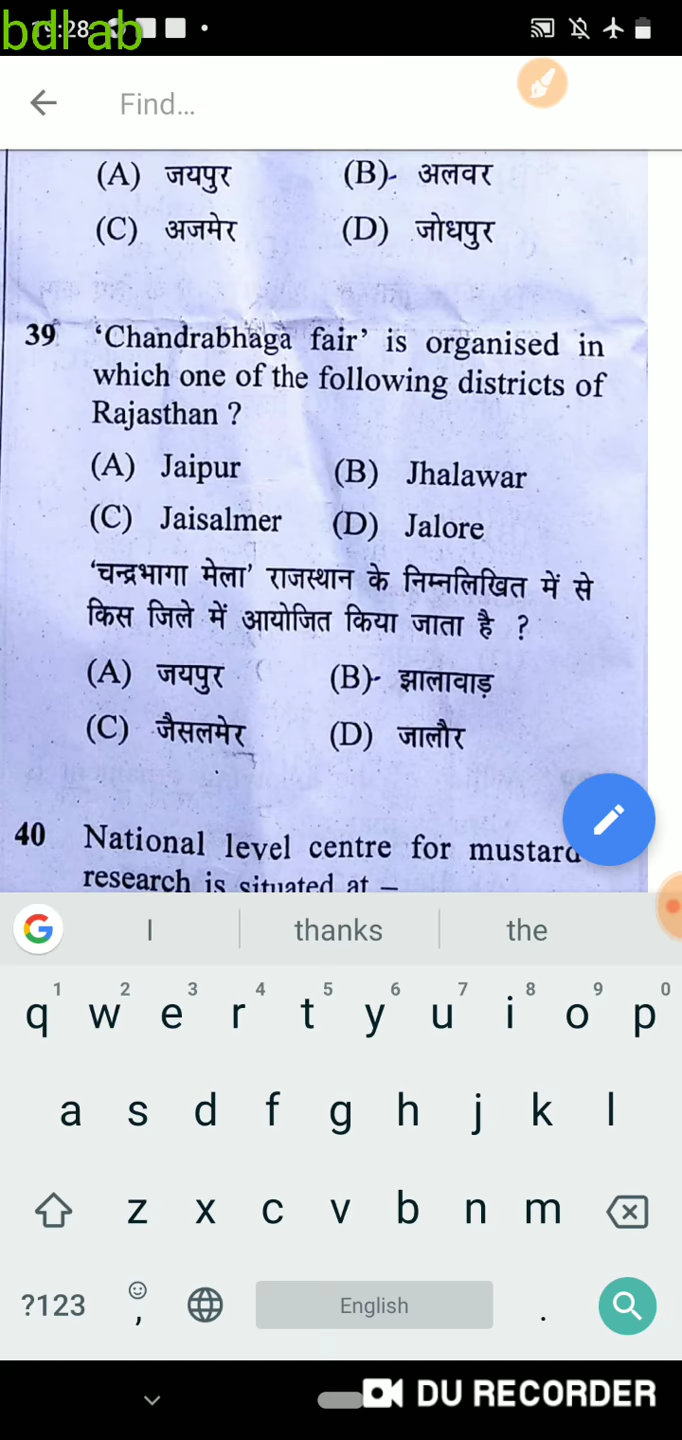 bdl ab
19:28
Find...
(A) जयपुर (B) अलवर
(C) अजमेर (D) जोधपुर
39 ‘Chandrabhaga fair’ is organised in
which one of the following districts of
Rajasthan ?
(A) Jaipur (B) Jhalawar
(C) Jaisalmer (D) Jalore
‘चन्द्रभागा मेला’ राजस्थान के निम्नलिखित में से
किस जिले में आयोजित किया जाता है ?
(A) जयपुर (B) झालावाड़
(C) जैसलमेर (D) जालौर
40 National level centre for mustard
research is situated at –
I thanks the
1 2 3 4 5 6 7 8 9 0
q w e r t y u i o p
a s d f g h j k l
z x c v b n m
?123 , English .
DU RECORDER